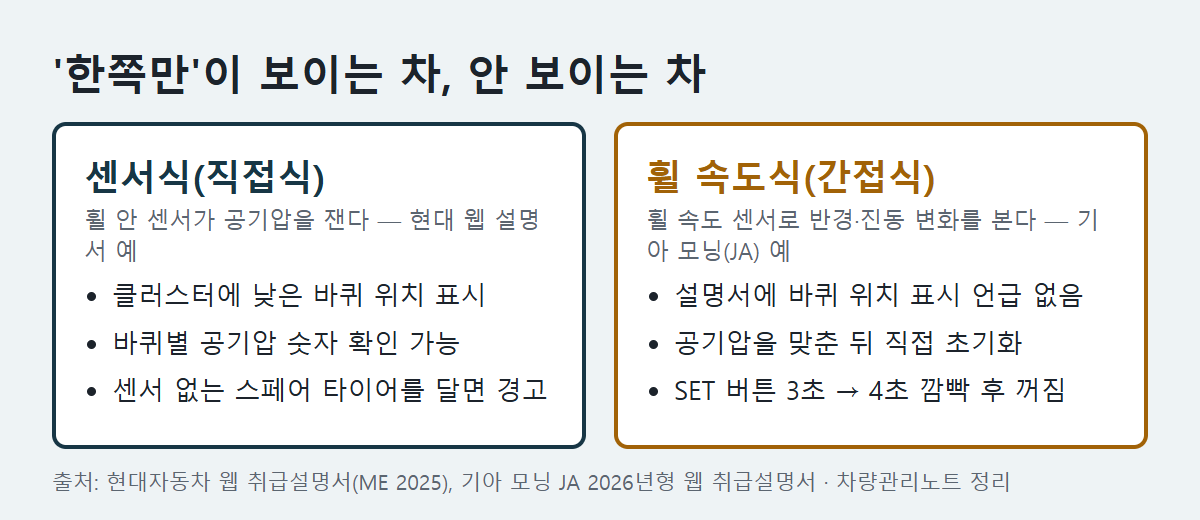 '한쪽만'이 보이는 차, 안 보이는 차
센서식(직접식)
휠 안 센서가 공기압을 잰다 — 현대 웹 설명
서 예
• 클러스터에 낮은 바퀴 위치 표시
• 바퀴별 공기압 숫자 확인 가능
• 센서 없는 스페어 타이어를 달면 경고
휠 속도식(간접식)
휠 속도 센서로 반경·진동 변화를 본다 — 기
아 모닝(JA) 예
• 설명서에 바퀴 위치 표시 언급 없음
• 공기압을 맞춘 뒤 직접 초기화
• SET 버튼 3초 → 4초 깜빡 후 꺼짐
출처: 현대자동차 웹 취급설명서(ME 2025), 기아 모닝 JA 2026년형 웹 취급설명서 · 차량관리노트 정리